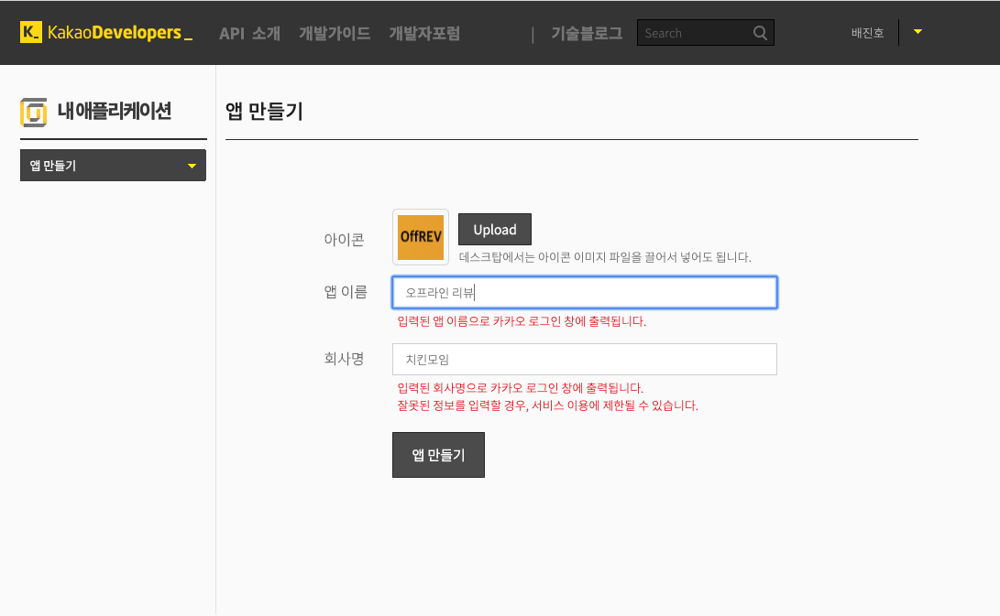 K_ KakaoDevelopers_ API 소개 개발가이드 개발자포럼 | 기술블로그 Search 배진호
내 애플리케이션
앱 만들기
앱 만들기
아이콘
OffREV
Upload
데스크탑에서는 아이콘 이미지 파일을 끌어서 넣어도 됩니다.
앱 이름
오프라인 리뷰
입력된 앱 이름으로 카카오 로그인 창에 출력됩니다.
회사명
치킨모임
입력된 회사명으로 카카오 로그인 창에 출력됩니다.
잘못된 정보를 입력할 경우, 서비스 이용에 제한될 수 있습니다.
앱 만들기